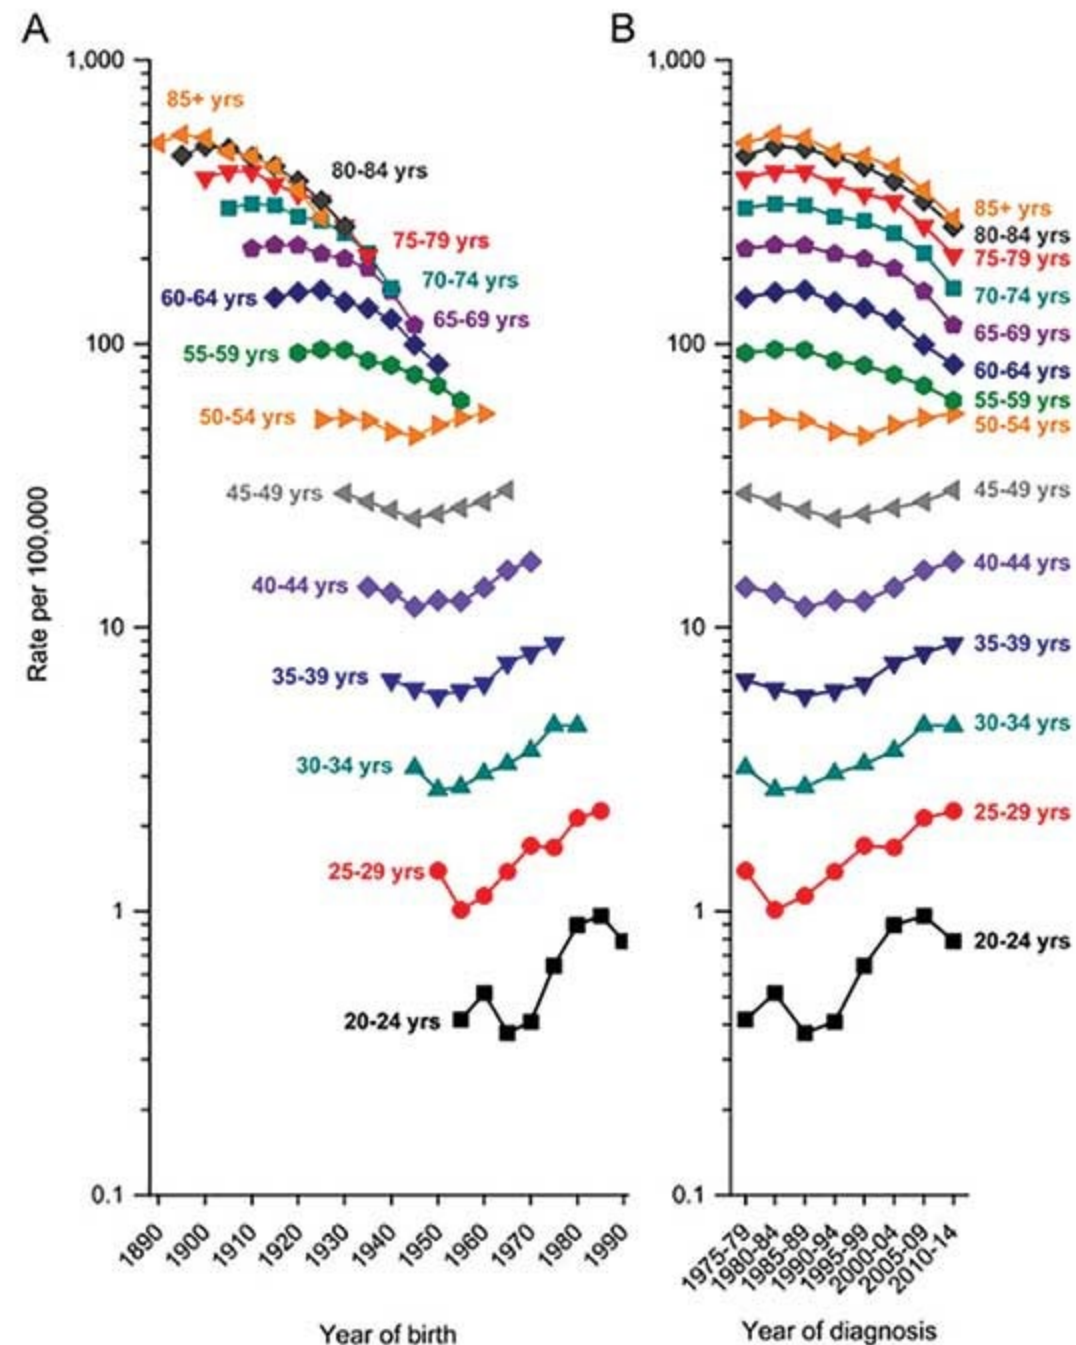 A
1,000
100
10
1
0.1
Rate per 100,000
85+ yrs
80-84 yrs
75-79 yrs
70-74 yrs
65-69 yrs
60-64 yrs
55-59 yrs
50-54 yrs
45-49 yrs
40-44 yrs
35-39 yrs
30-34 yrs
25-29 yrs
20-24 yrs
1890
1900
1910
1920
1930
1940
1950
1960
1970
1980
1990
Year of birth
B
1,000
100
10
1
0.1
85+ yrs
80-84 yrs
75-79 yrs
70-74 yrs
65-69 yrs
60-64 yrs
55-59 yrs
50-54 yrs
45-49 yrs
40-44 yrs
35-39 yrs
30-34 yrs
25-29 yrs
20-24 yrs
1975-79
1980-84
1985-89
1990-94
1995-99
2000-04
2005-09
2010-14
Year of diagnosis